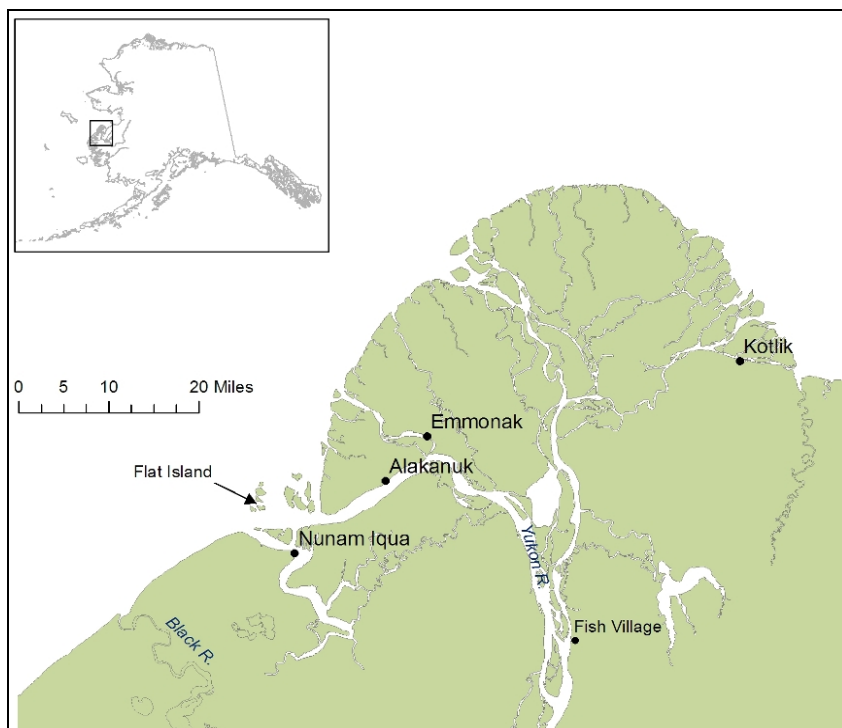 Kotlik
0 5 10 20 Miles
Emmonak
Alakanuk
Flat Island
Nunam Iqua
Yukon R.
Fish Village
Black R.